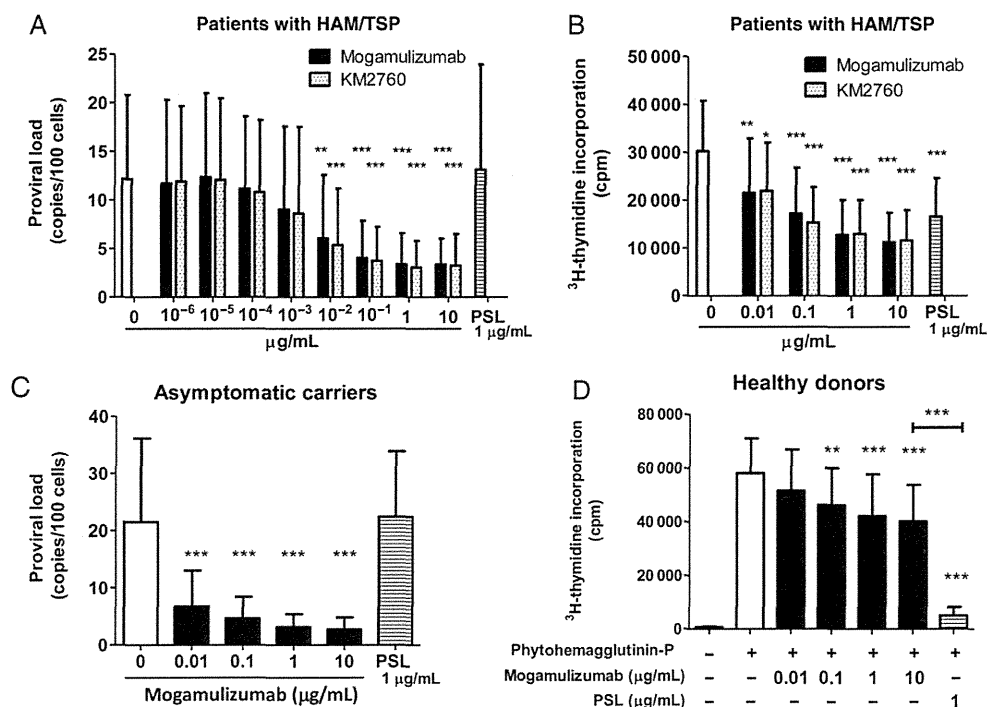 A
Patients with HAM/TSP
Mogamulizumab
KM2760
Proviral load
(copies/100 cells)
25
20
15
10
5
0
** *** *** *** *** *** *** ***
0 10⁻⁶ 10⁻⁵ 10⁻⁴ 10⁻³ 10⁻² 10⁻¹ 1 10 PSL
1 μg/mL
μg/mL
B
Patients with HAM/TSP
Mogamulizumab
KM2760
³H-thymidine incorporation
(cpm)
50 000
40 000
30 000
20 000
10 000
0
** * *** *** *** *** *** *** ***
0 0.01 0.1 1 10 PSL
1 μg/mL
μg/mL
C
Asymptomatic carriers
Proviral load
(copies/100 cells)
40
30
20
10
0
*** *** *** ***
0 0.01 0.1 1 10 PSL
1 μg/mL
Mogamulizumab (μg/mL)
D
Healthy donors
³H-thymidine incorporation
(cpm)
80 000
60 000
40 000
20 000
0
***
** *** ***
***
Phytohemagglutinin-P – + + + + + +
Mogamulizumab (μg/mL) – – 0.01 0.1 1 10 –
PSL (μg/mL) – – – – – – 1